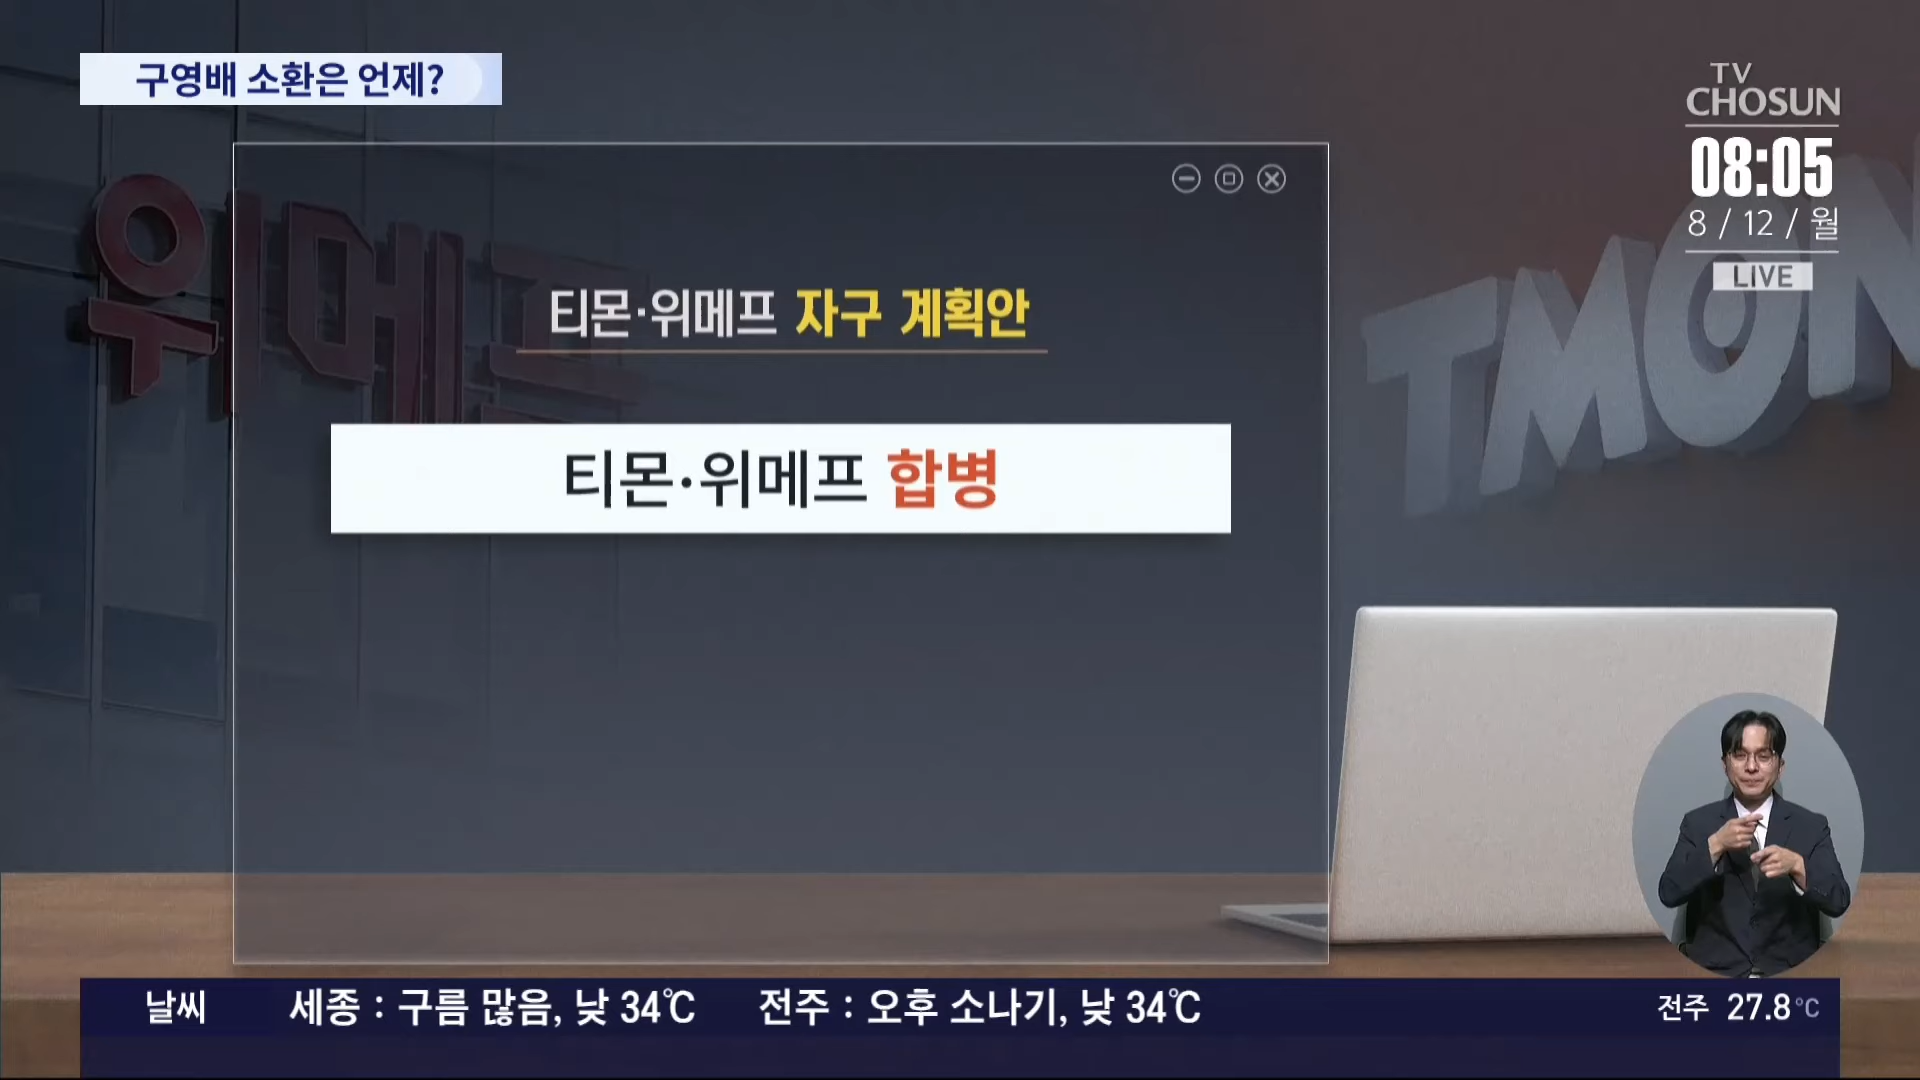 구영배 소환은 언제?
TV
CHOSUN
08:05
8 / 12 / 월
LIVE
위메프
TMON
티몬·위메프 자구 계획안
티몬·위메프 합병
날씨 세종 : 구름 많음, 낮 34℃ 전주 : 오후 소나기, 낮 34℃ 전주 27.8℃